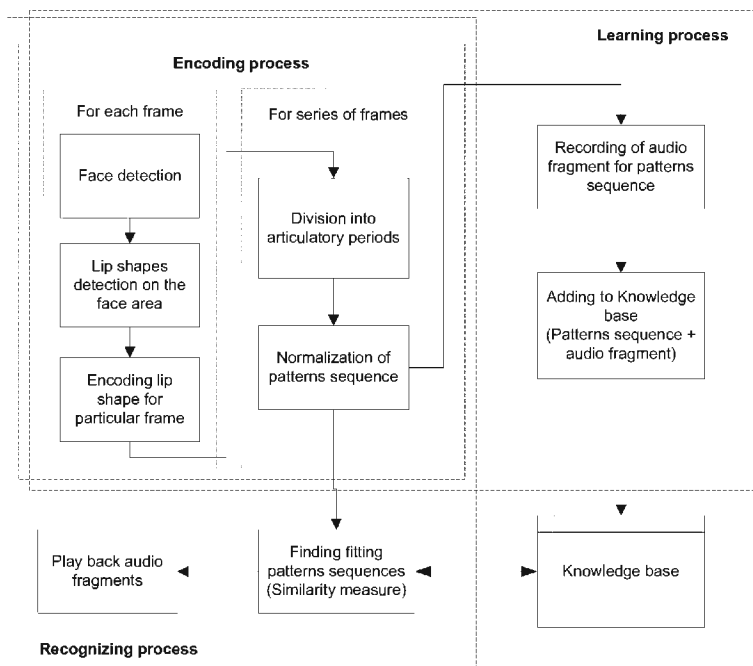 Learning process
Encoding process
For each frame
For series of frames
Face detection
Lip shapes
detection on the
face area
Encoding lip
shape for
particular frame
Division into
articulatory periods
Normalization of
patterns sequence
Recording of audio
fragment for patterns
sequence
Adding to Knowledge
base
(Patterns sequence +
audio fragment)
Play back audio
fragments
Finding fitting
patterns sequences
(Similarity measure)
Knowledge base
Recognizing process